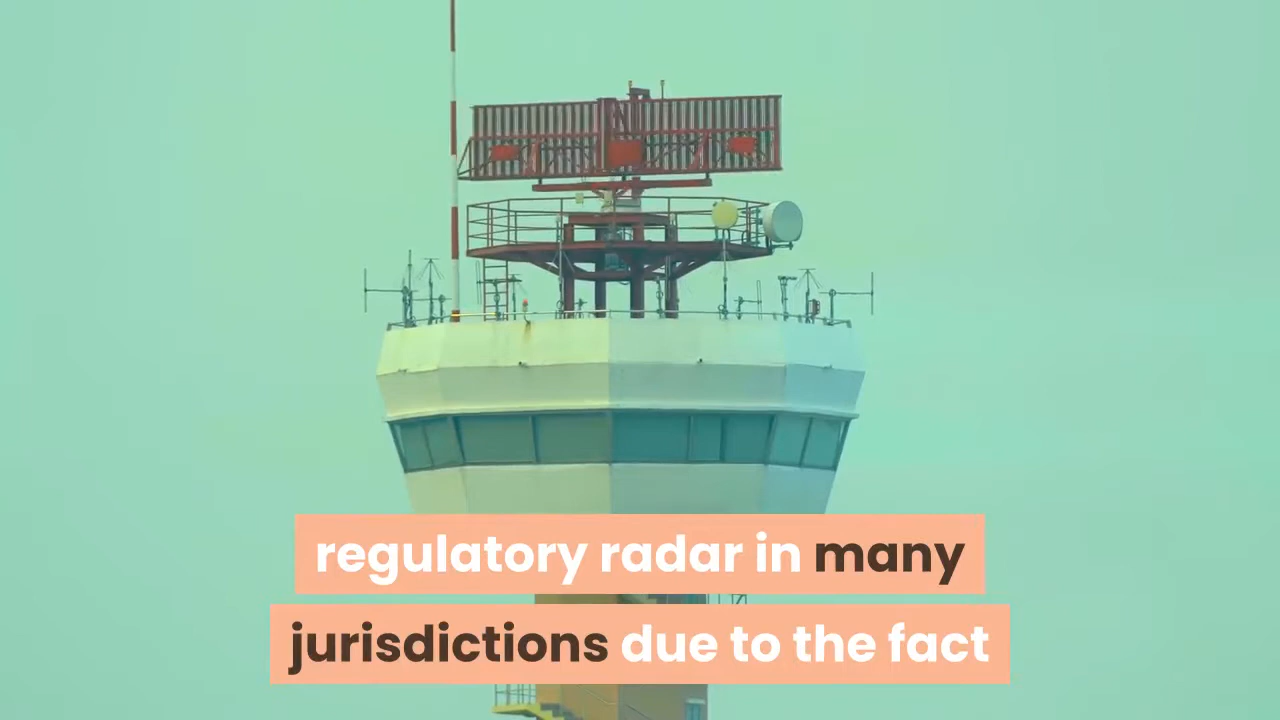 regulatory radar in many
jurisdictions due to the fact